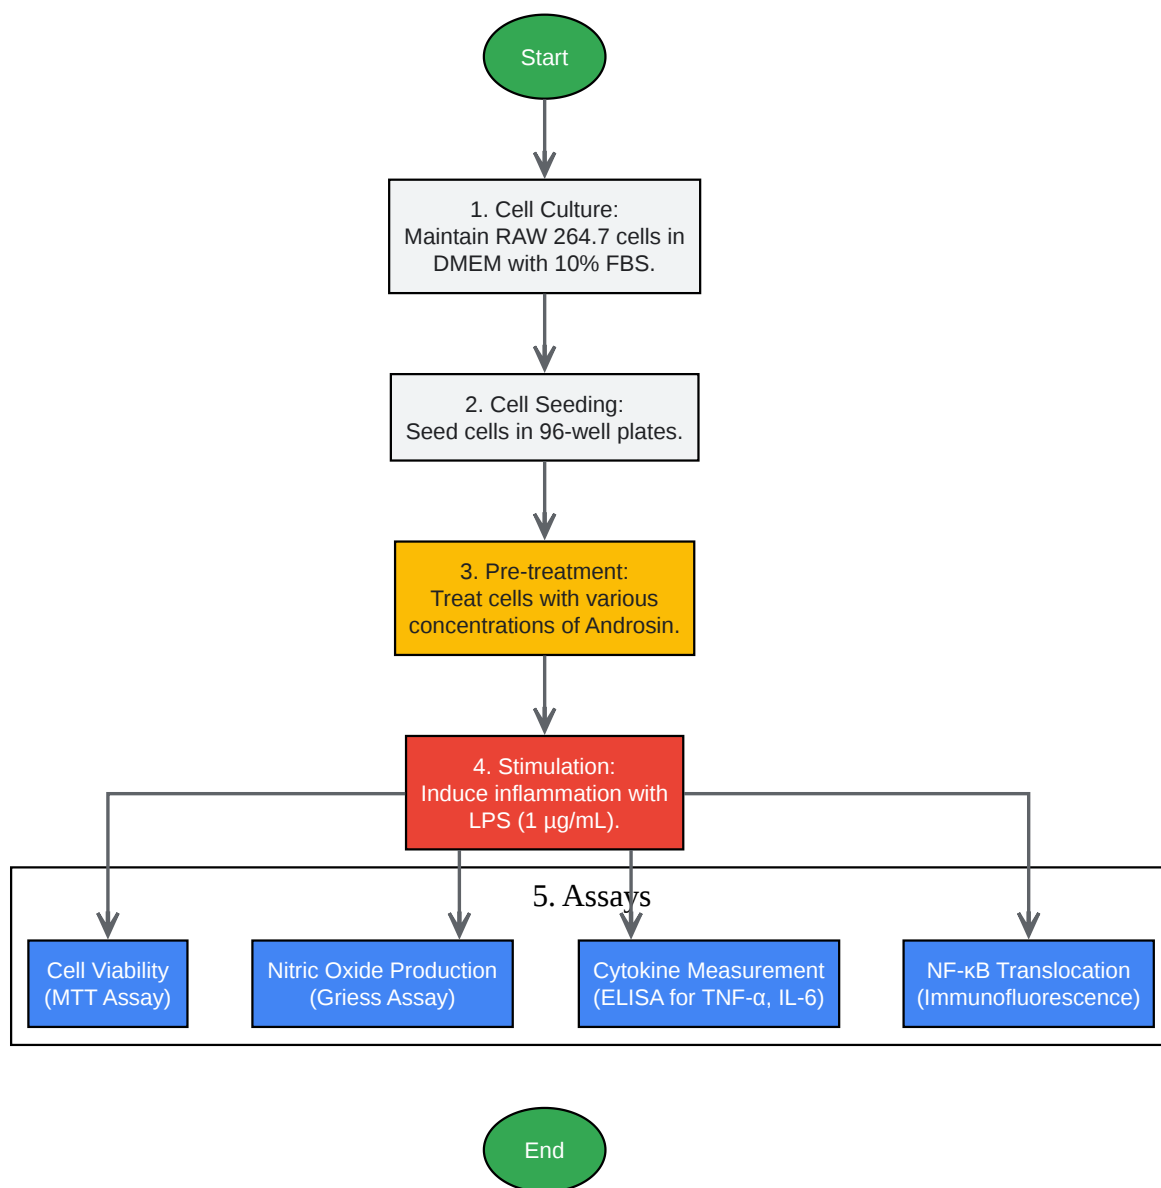 Start
1. Cell Culture:
Maintain RAW 264.7 cells in
DMEM with 10% FBS.
2. Cell Seeding:
Seed cells in 96-well plates.
3. Pre-treatment:
Treat cells with various
concentrations of Androsin.
4. Stimulation:
Induce inflammation with
LPS (1 µg/mL).
5. Assays
Cell Viability
(MTT Assay)
Nitric Oxide Production
(Griess Assay)
Cytokine Measurement
(ELISA for TNF-α, IL-6)
NF-κB Translocation
(Immunofluorescence)
End